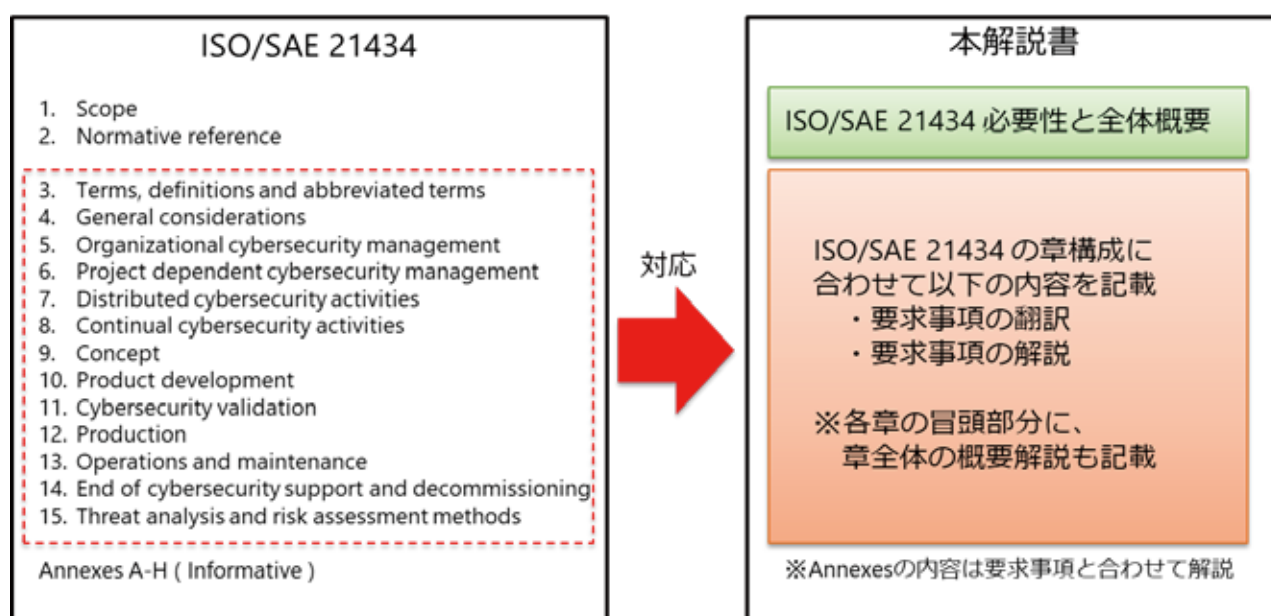 ISO/SAE 21434
1. Scope
2. Normative reference
3. Terms, definitions and abbreviated terms
4. General considerations
5. Organizational cybersecurity management
6. Project dependent cybersecurity management
7. Distributed cybersecurity activities
8. Continual cybersecurity activities
9. Concept
10. Product development
11. Cybersecurity validation
12. Production
13. Operations and maintenance
14. End of cybersecurity support and decommissioning
15. Threat analysis and risk assessment methods
Annexes A-H ( Informative )
対応
本解説書
ISO/SAE 21434 必要性と全体概要
ISO/SAE 21434 の章構成に
合わせて以下の内容を記載
・要求事項の翻訳
・要求事項の解説
※各章の冒頭部分に、
章全体の概要解説も記載
※Annexesの内容は要求事項と合わせて解説